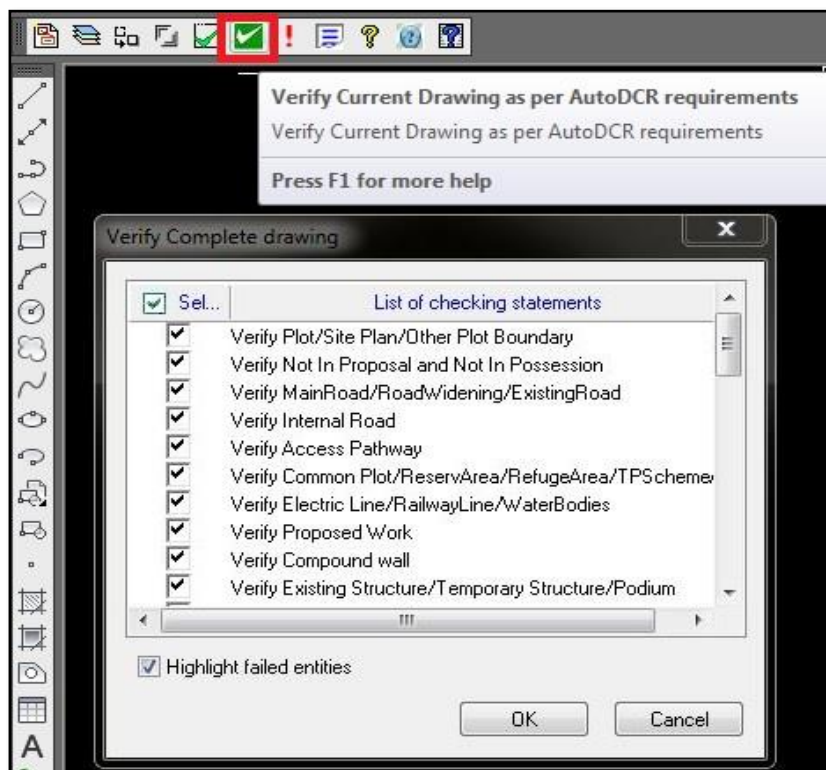 Verify Current Drawing as per AutoDCR requirements
Verify Current Drawing as per AutoDCR requirements
Press F1 for more help
Verify Complete drawing
Sel... List of checking statements
Verify Plot/Site Plan/Other Plot Boundary
Verify Not In Proposal and Not In Possession
Verify MainRoad/RoadWidening/ExistingRoad
Verify Internal Road
Verify Access Pathway
Verify Common Plot/ReservArea/RefugeArea/TPScheme/
Verify Electric Line/RailwayLine/WaterBodies
Verify Proposed Work
Verify Compound wall
Verify Existing Structure/Temporary Structure/Podium
Highlight failed entities
OK Cancel
A